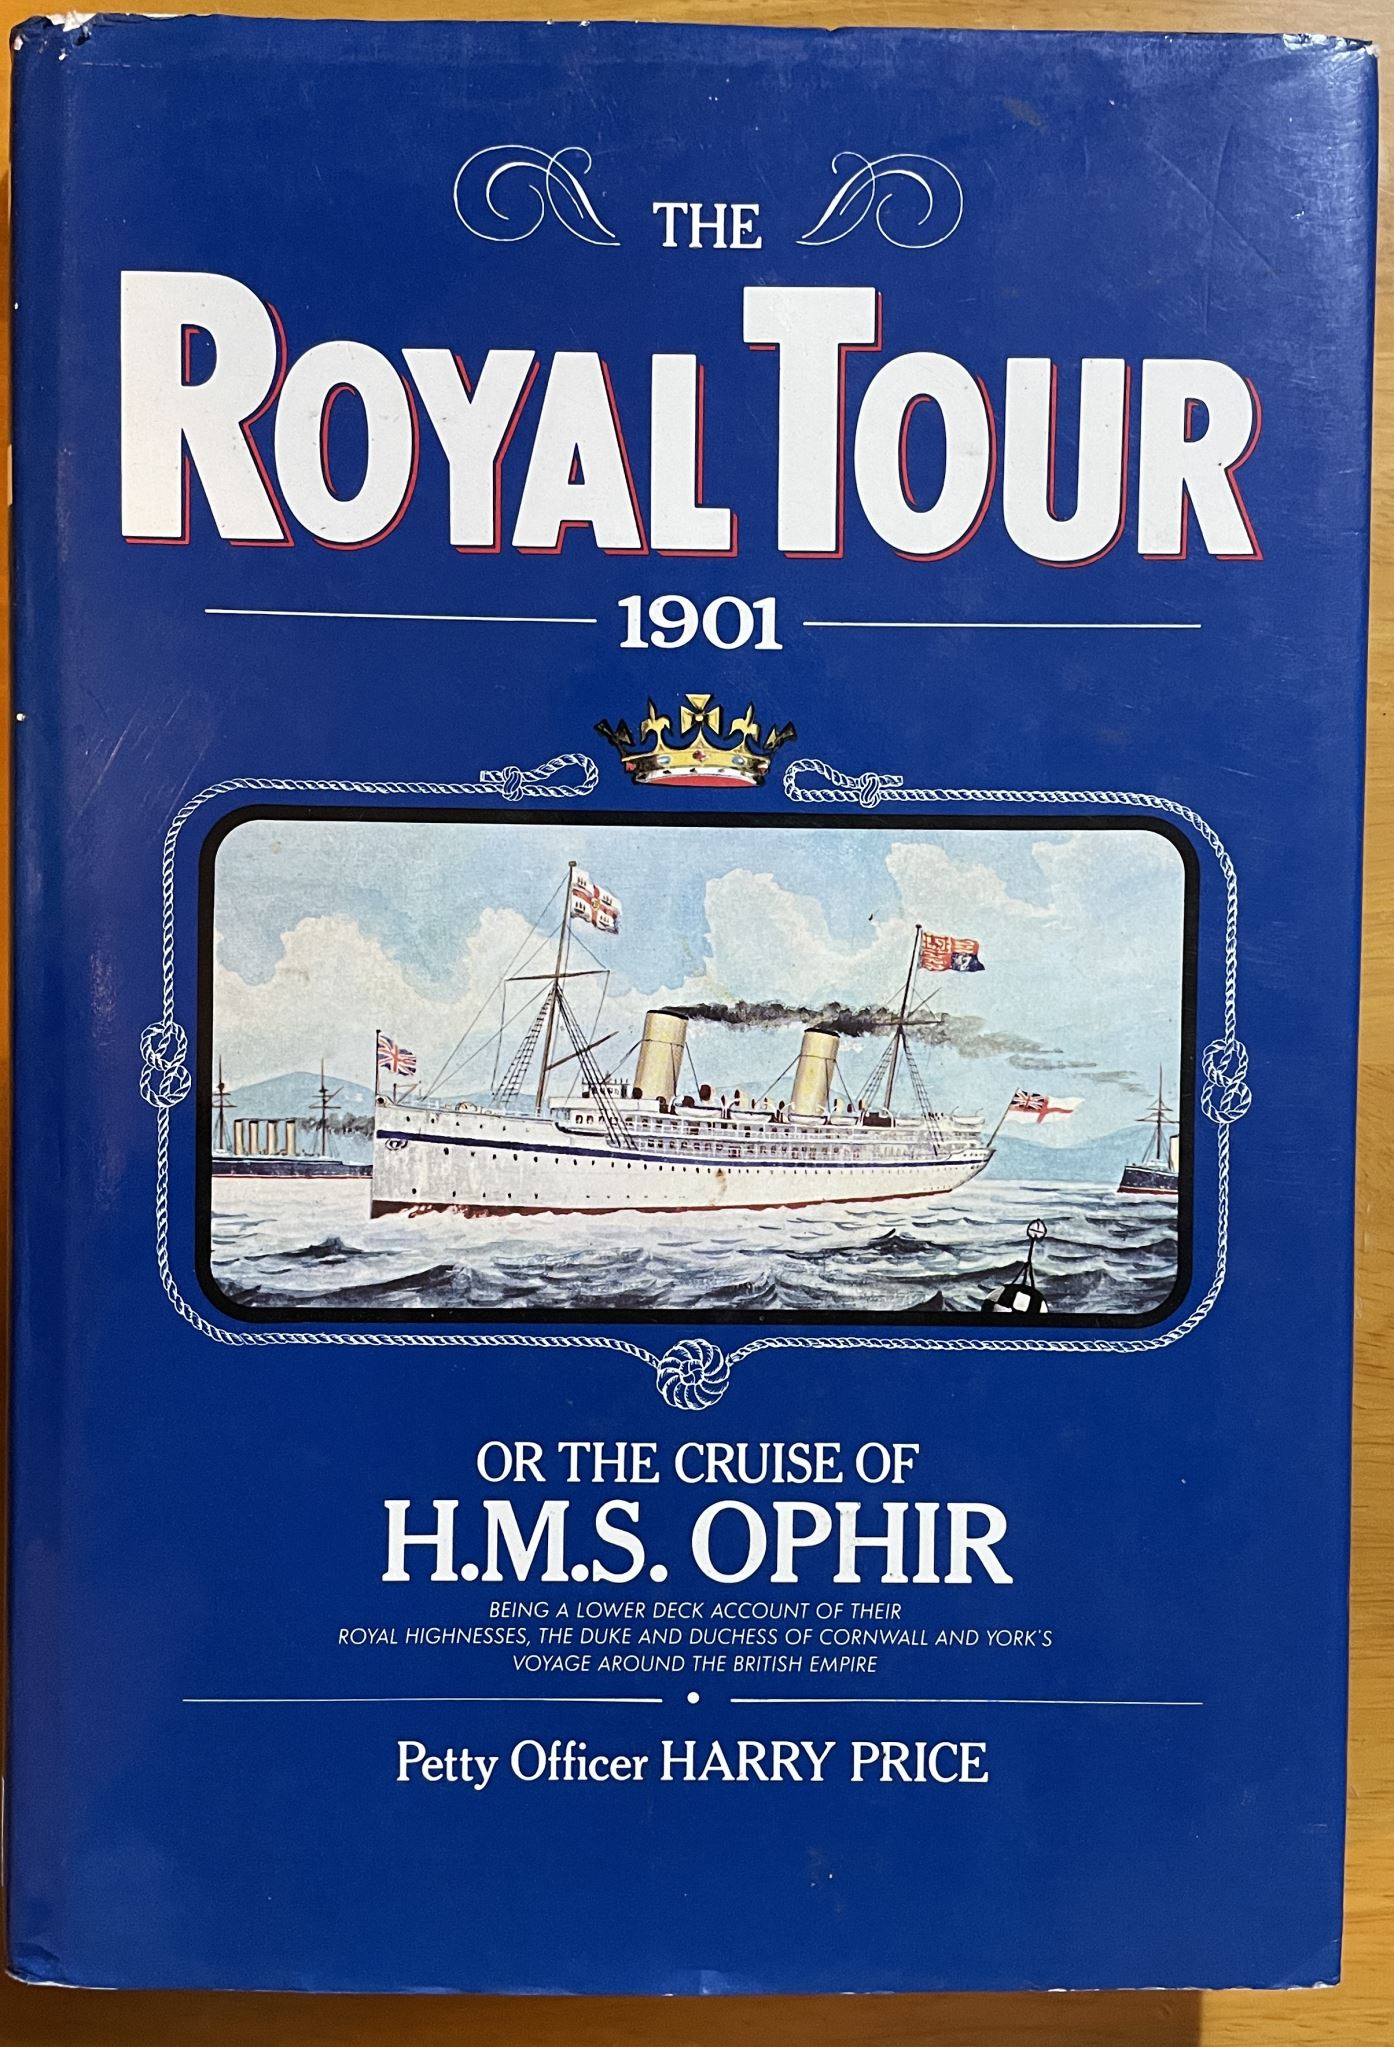 THE
ROYAL TOUR
1901
OR THE CRUISE OF
H.M.S. OPHIR
BEING A LOWER DECK ACCOUNT OF THEIR
ROYAL HIGHNESSES, THE DUKE AND DUCHESS OF CORNWALL AND YORK'S
VOYAGE AROUND THE BRITISH EMPIRE
Petty Officer HARRY PRICE